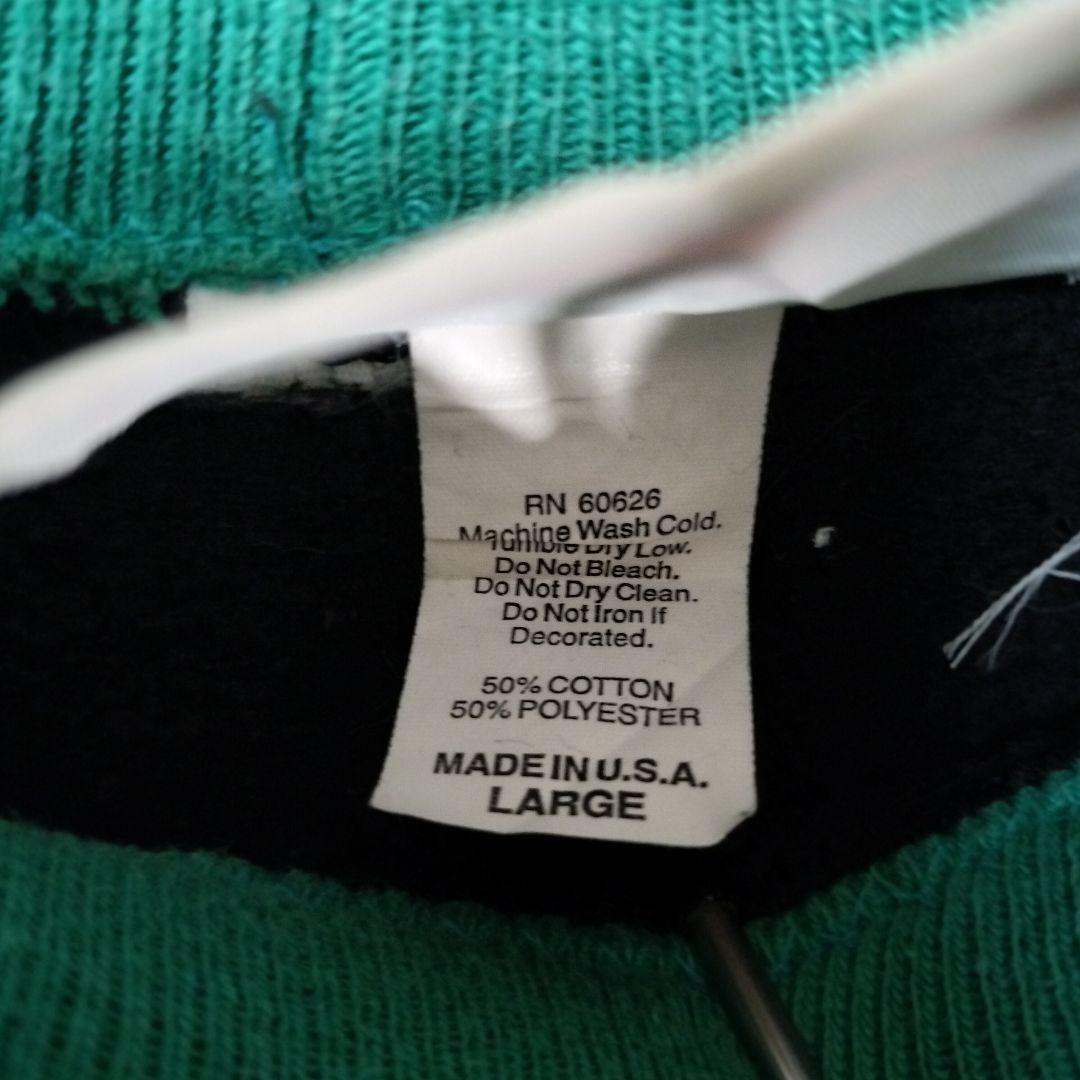 RN 60626
Machine Wash Cold.
Tumble Dry Low.
Do Not Bleach.
Do Not Dry Clean.
Do Not Iron If
Decorated.
50% COTTON
50% POLYESTER
MADE IN U.S.A.
LARGE